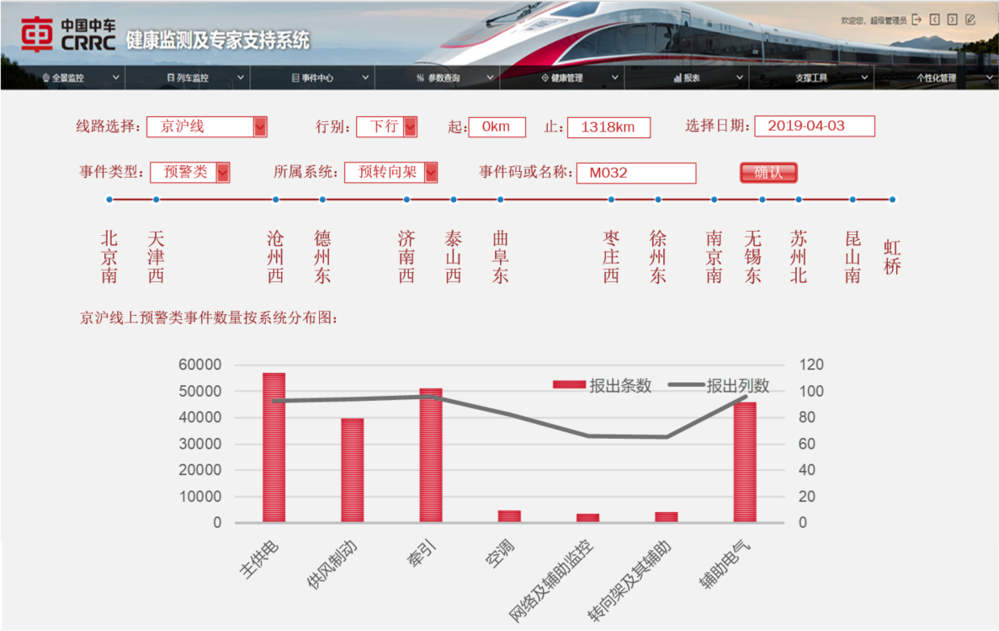 中国中车
CRRC
健康监测及专家支持系统
欢迎您，超级管理员
全景监控
列车监控
事件中心
参数查询
健康管理
报表
支撑工具
个性化管理
线路选择： 京沪线 行别： 下行 起： 0km 止： 1318km 选择日期： 2019-04-03
事件类型： 预警类 所属系统： 预转向架 事件码或名称： M032 确认
北京南
天津西
沧州西
德州东
济南西
泰山西
曲阜东
枣庄西
徐州东
南京南
无锡东
苏州北
昆山南
虹桥
京沪线上预警类事件数量按系统分布图：
报出条数 报出列数
60000 120
50000 100
40000 80
30000 60
20000 40
10000 20
0 0
主供电
供风制动
牵引
空调
网络及辅助监控
转向架及其辅助
辅助电气